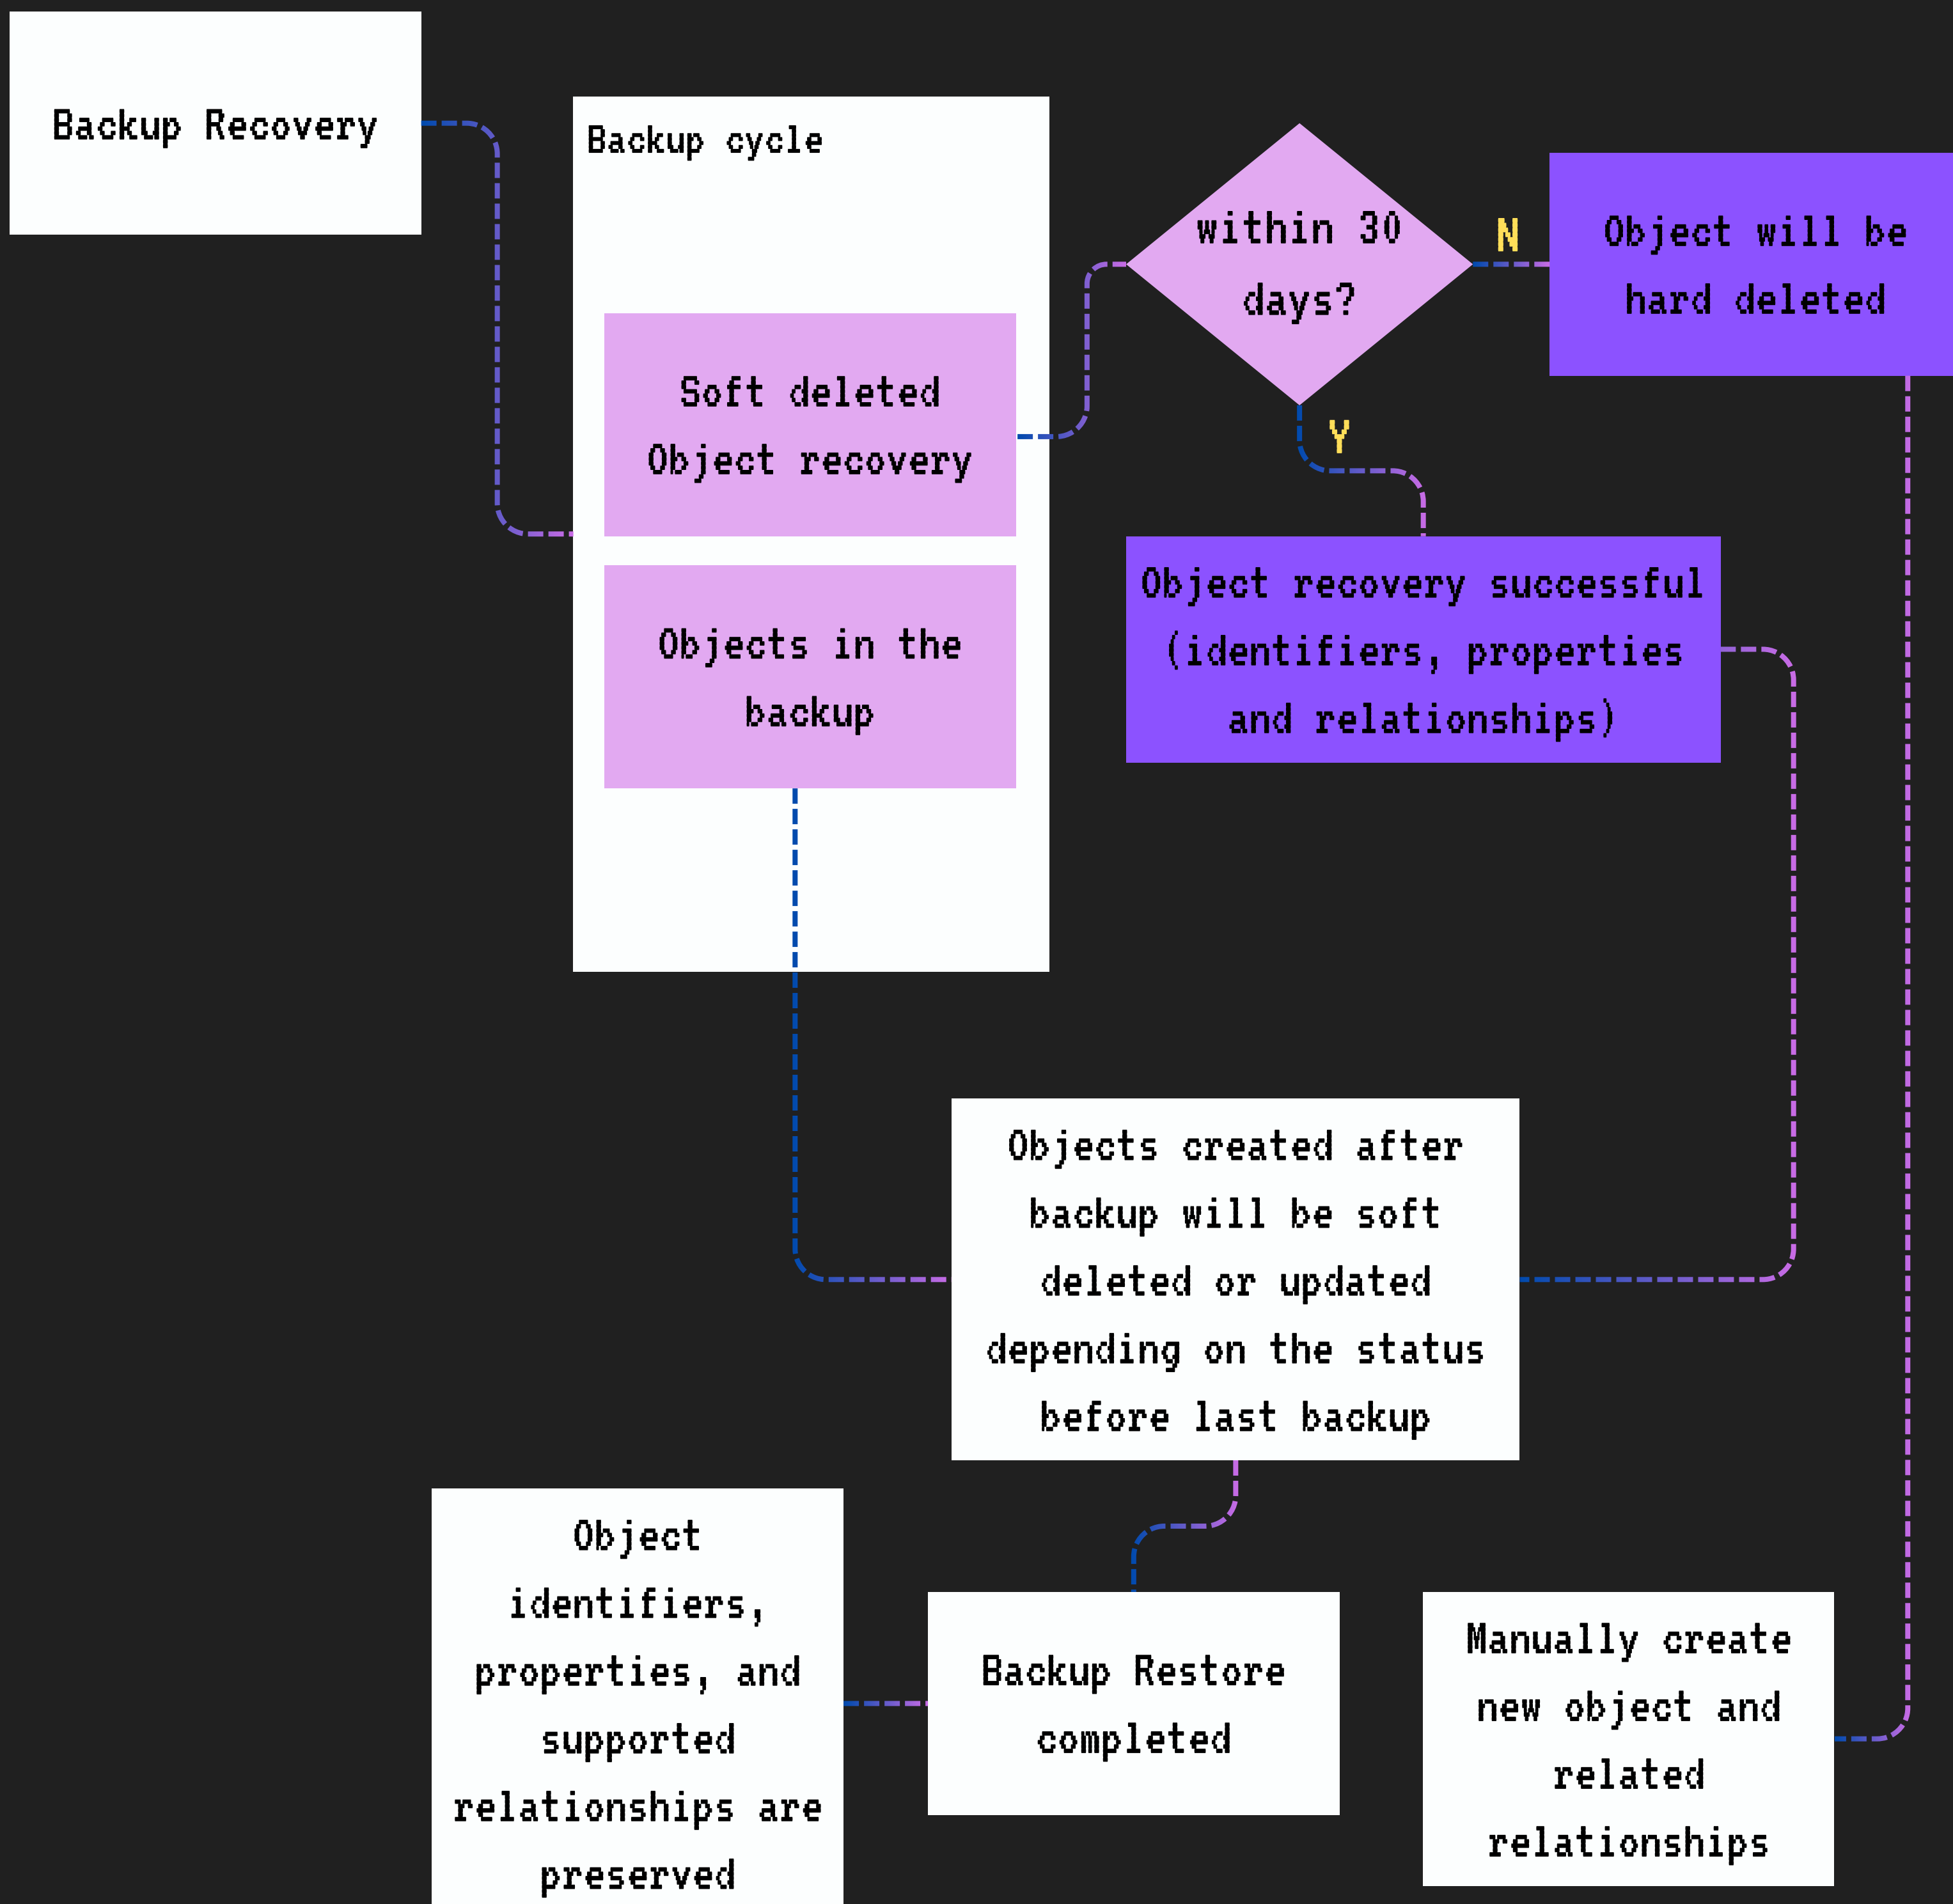 Backup Recovery
Backup cycle
Soft deleted
Object recovery
Objects in the
backup
within 30
days?
N
Object will be
hard deleted
Y
Object recovery successful
(identifiers, properties
and relationships)
Objects created after
backup will be soft
deleted or updated
depending on the status
before last backup
Object
identifiers,
properties, and
supported
relationships are
preserved
Backup Restore
completed
Manually create
new object and
related
relationships